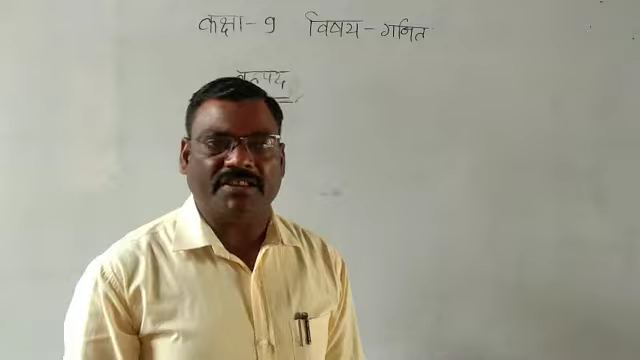 कक्षा - 9 विषय - गणित
बहुपद